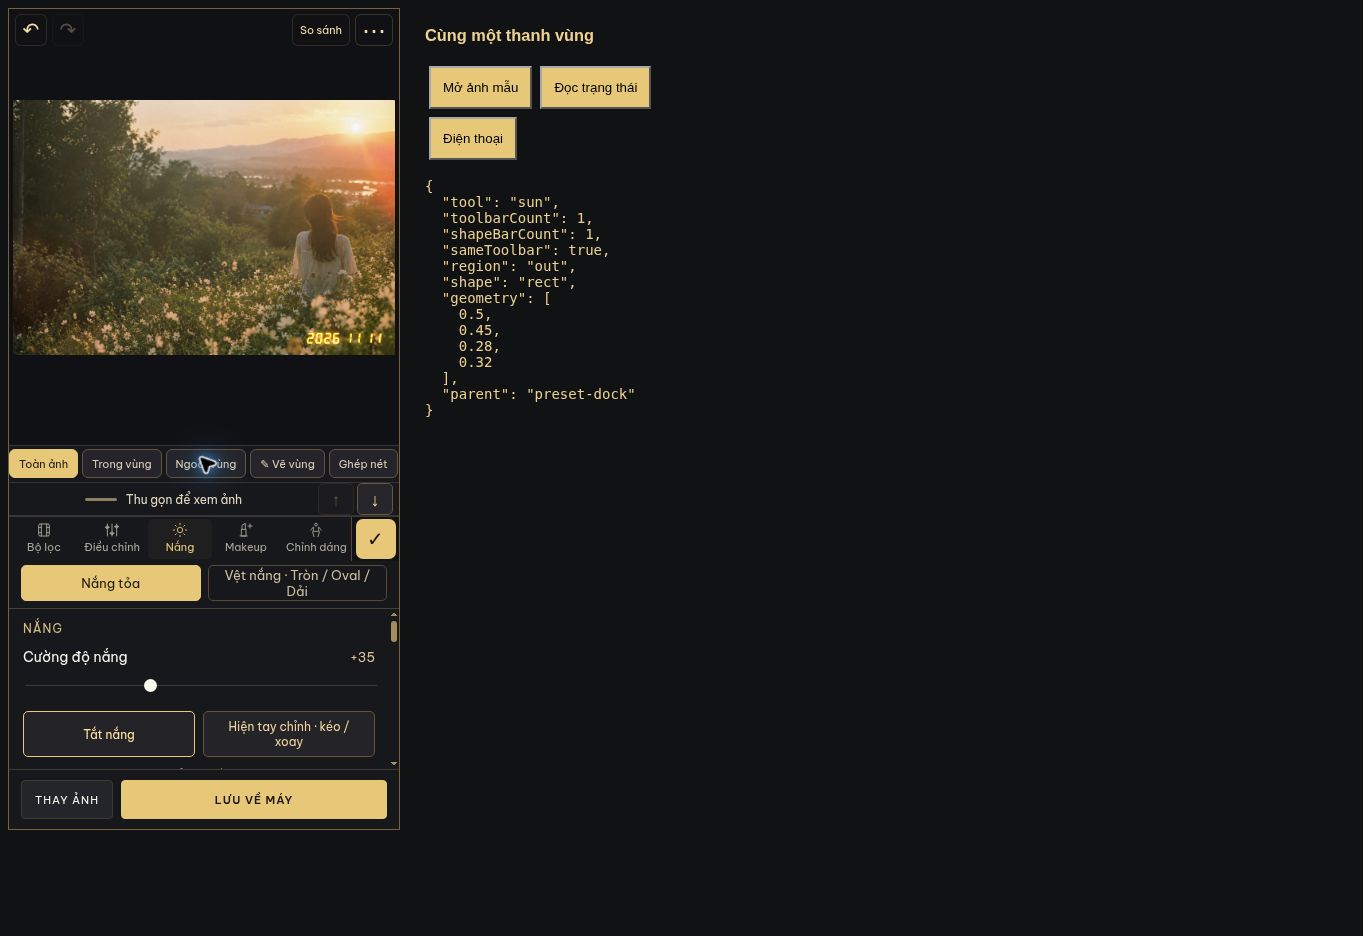 ↶ ↷ So sánh ⋯
2026 11 11
Toàn ảnh Trong vùng Ngoài vùng ✎ Vẽ vùng Ghép nét
Thu gọn để xem ảnh ↑ ↓
Bộ lọc Điều chỉnh Nắng Makeup Chỉnh dáng ✓
Nắng tỏa
Vệt nắng · Tròn / Oval /
Dải
NẮNG
Cường độ nắng +35
Tắt nắng
Hiện tay chỉnh · kéo /
xoay
THAY ẢNH LƯU VỀ MÁY
Cùng một thanh vùng
Mở ảnh mẫu Đọc trạng thái
Điện thoại
{
"tool": "sun",
"toolbarCount": 1,
"shapeBarCount": 1,
"sameToolbar": true,
"region": "out",
"shape": "rect",
"geometry": [
0.5,
0.45,
0.28,
0.32
],
"parent": "preset-dock"
}